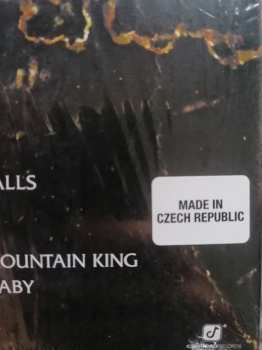 ALLS
MADE IN
CZECH REPUBLIC
OUNTAIN KING
ABY